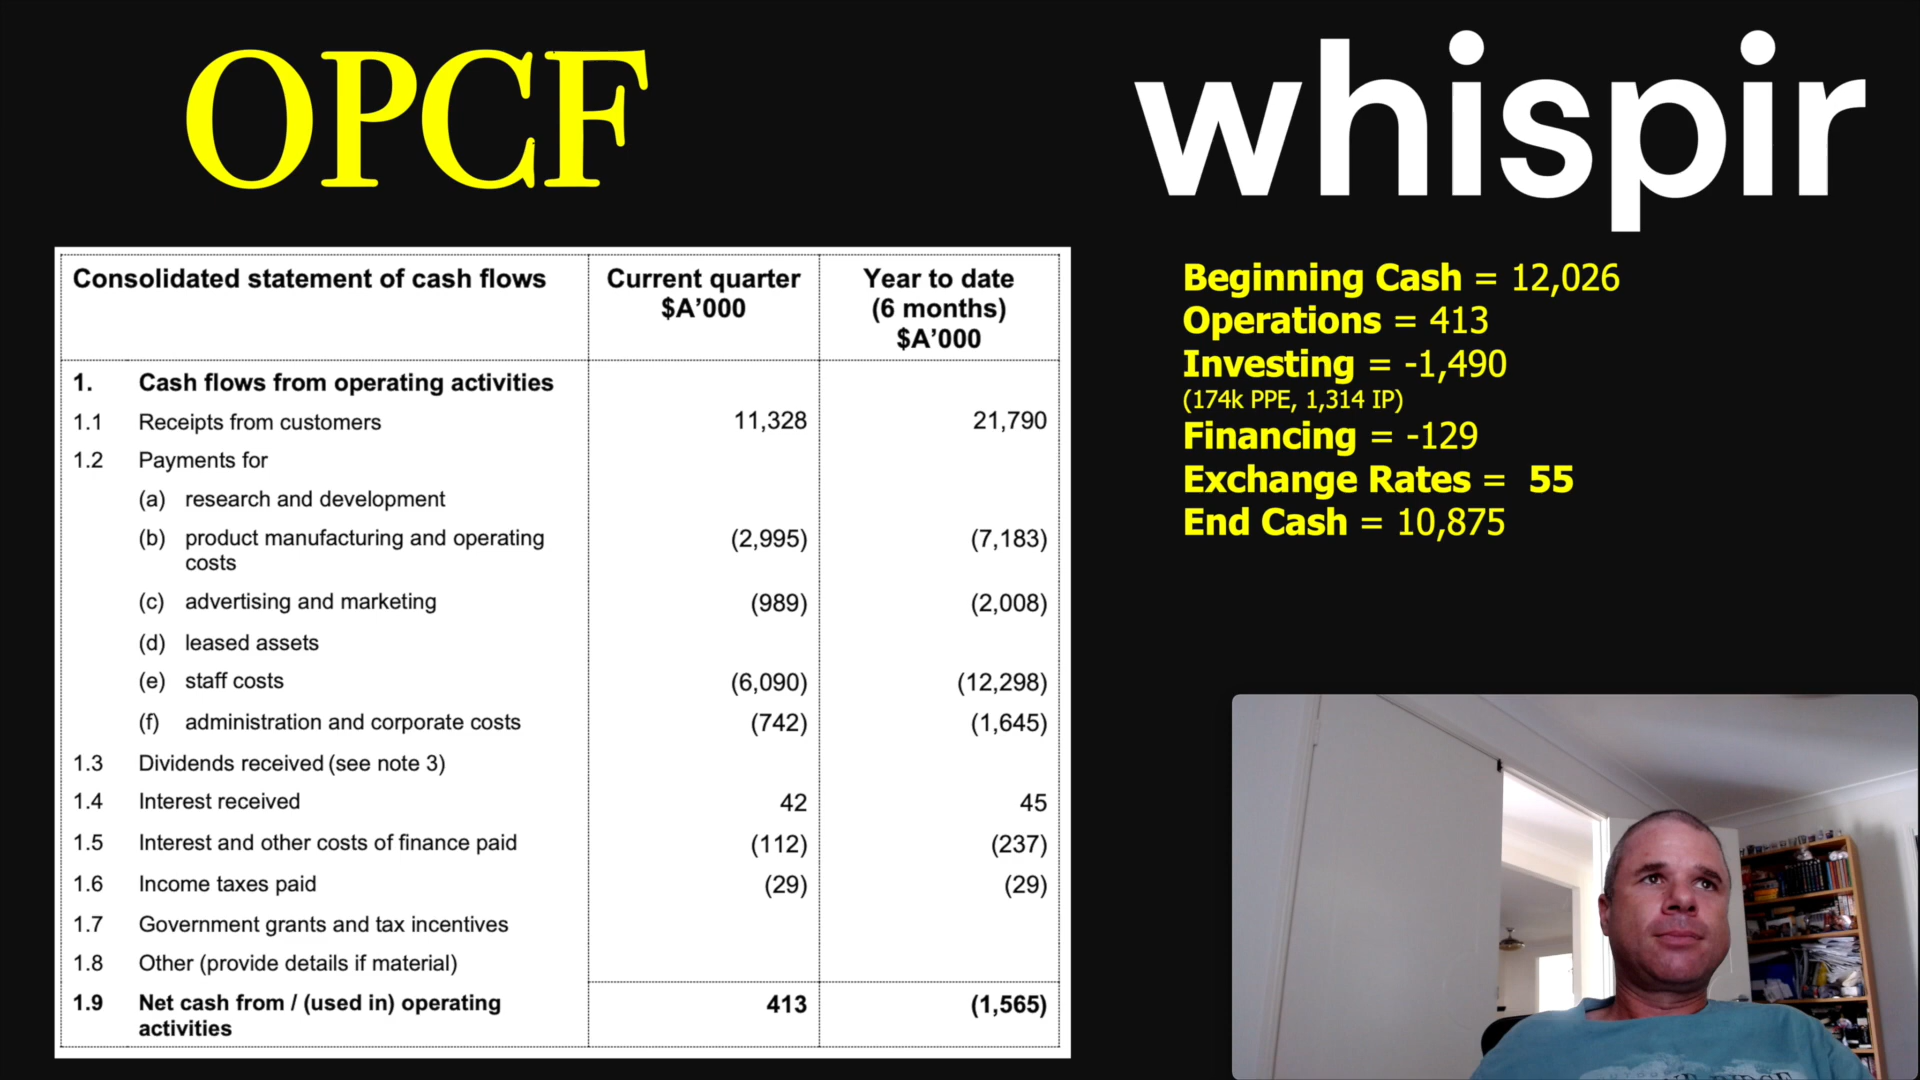 OPCF
whispir
Consolidated statement of cash flows
Current quarter
$A'000
Year to date
(6 months)
$A'000
1. Cash flows from operating activities
1.1 Receipts from customers 11,328 21,790
1.2 Payments for
(a) research and development
(b) product manufacturing and operating
costs (2,995) (7,183)
(c) advertising and marketing (989) (2,008)
(d) leased assets
(e) staff costs (6,090) (12,298)
(f) administration and corporate costs (742) (1,645)
1.3 Dividends received (see note 3)
1.4 Interest received 42 45
1.5 Interest and other costs of finance paid (112) (237)
1.6 Income taxes paid (29) (29)
1.7 Government grants and tax incentives
1.8 Other (provide details if material)
1.9 Net cash from / (used in) operating
activities 413 (1,565)
Beginning Cash = 12,026
Operations = 413
Investing = -1,490
(174k PPE, 1,314 IP)
Financing = -129
Exchange Rates = 55
End Cash = 10,875